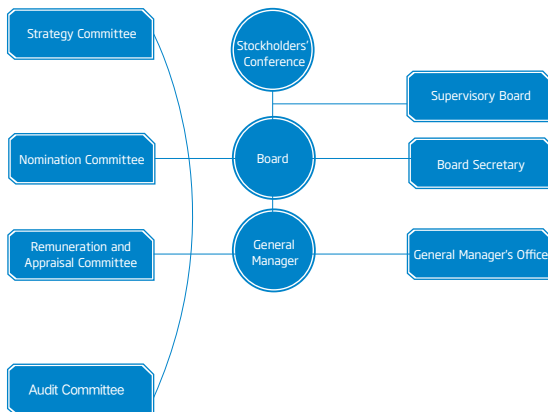 Strategy Committee
Stockholders'
Conference
Supervisory Board
Nomination Committee
Board
Board Secretary
Remuneration and
Appraisal Committee
General
Manager
General Manager's Office
Audit Committee